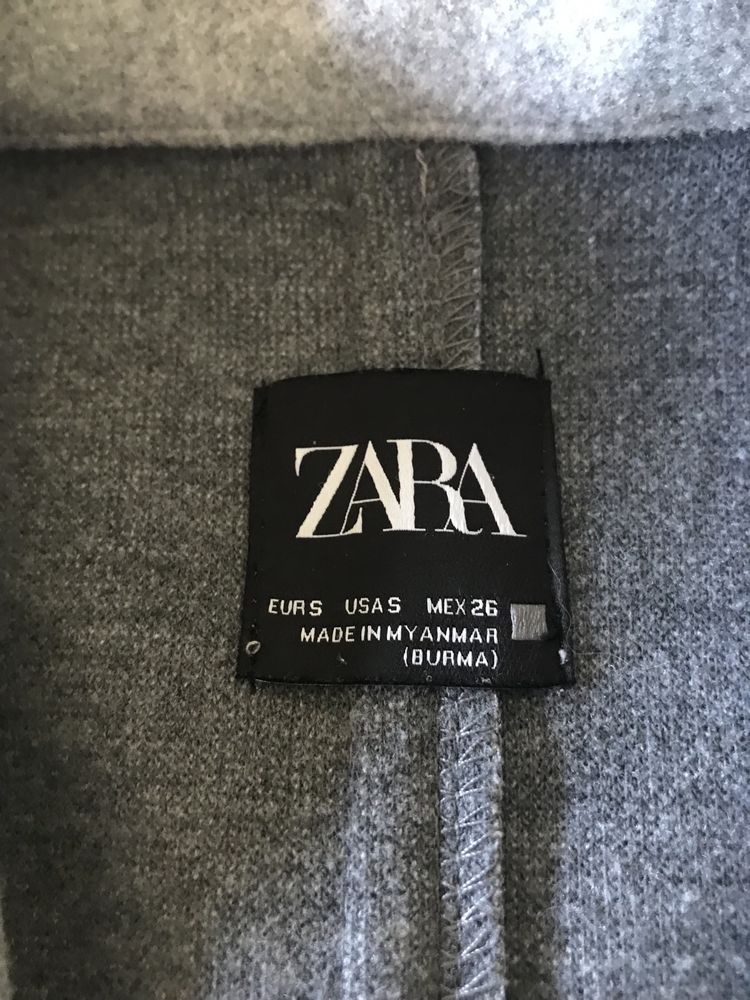 ZARA
EUR S USA S MEX 26
MADE IN MYANMAR
(BURMA)